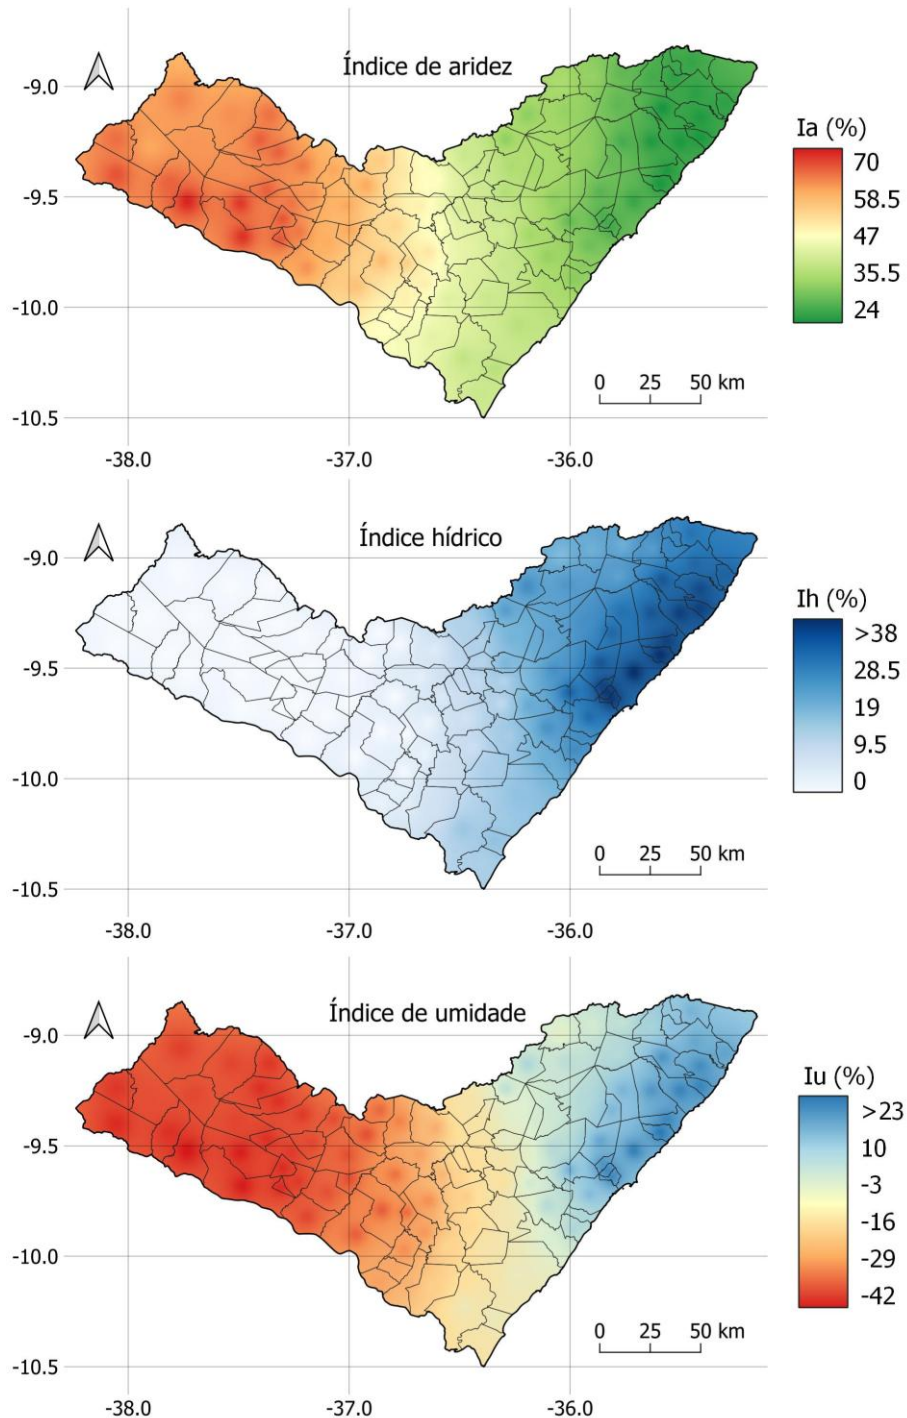 Índice de aridez
-9.0
-9.5
-10.0
-10.5
-38.0 -37.0 -36.0
0 25 50 km
Ia (%)
70
58.5
47
35.5
24
Índice hídrico
-9.0
-9.5
-10.0
-10.5
-38.0 -37.0 -36.0
0 25 50 km
Ih (%)
>38
28.5
19
9.5
0
Índice de umidade
-9.0
-9.5
-10.0
-10.5
-38.0 -37.0 -36.0
0 25 50 km
Iu (%)
>23
10
-3
-16
-29
-42